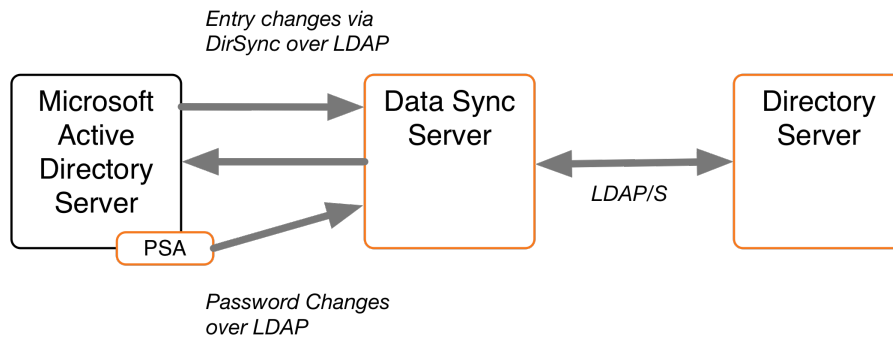 Entry changes via
DirSync over LDAP
Microsoft
Active
Directory
Server
PSA
Data Sync
Server
Directory
Server
LDAP/S
Password Changes
over LDAP